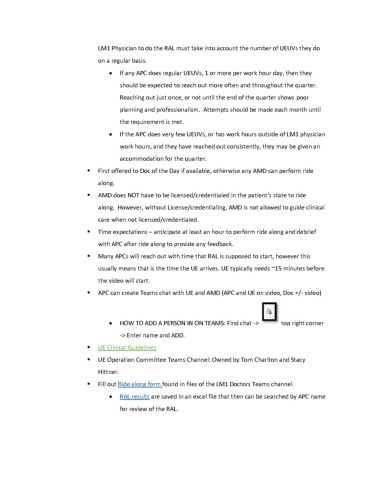 LM1 Physician to do the RAL must take into account the number of UEUVs they do
on a regular basis.
• If any APC does regular UEUVs, 1 or more per work hour day, then they
should be expected to reach out more often and throughout the quarter.
Reaching out just once, or not until the end of the quarter shows poor
planning and professionalism. Attempts should be made each month until
the requirement is met.
• If the APC does very few UEUVs, or has work hours outside of LM1 physician
work hours, and they have reached out consistently, they may be given an
accommodation for the quarter.
▪ First offered to Doc of the Day if available, otherwise any AMD can perform ride
along.
▪ AMD does NOT have to be licensed/credentialed in the patient's state to ride
along. However, without License/credentialing, AMD is not allowed to guide clinical
care when not licensed/credentialed.
▪ Time expectations – anticipate at least an hour to perform ride along and debrief
with APC after ride along to provide any feedback.
▪ Many APCs will reach out with time that RAL is supposed to start, however this
usually means that is the time the UE arrives. UE typically needs ~15 minutes before
the video will start.
▪ APC can create Teams chat with UE and AMD (APC and UE on video, Doc +/- video)
• HOW TO ADD A PERSON IN ON TEAMS: Find chat -> top right corner
-> Enter name and ADD.
▪ UE Clinical Guidelines
▪ UE Operation Committee Teams Channel: Owned by Tom Charlton and Stacy
Hittner.
▪ Fill out Ride along form found in files of the LM1 Doctors Teams channel.
• RAL results are saved in an excel file that then can be searched by APC name
for review of the RAL.